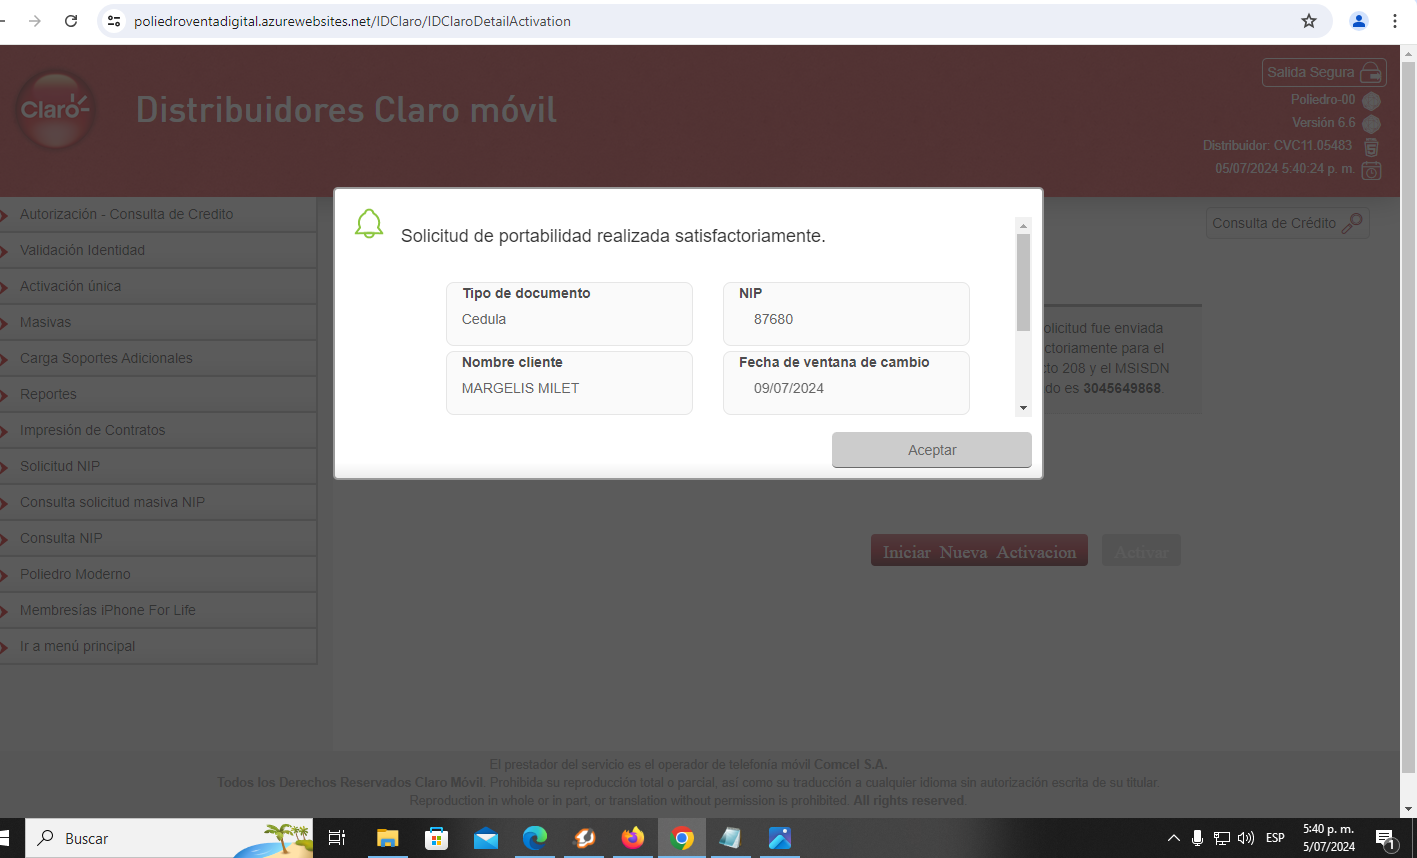 poliedroventadigital.azurewebsites.net/IDClaro/IDClaroDetailActivation
Claro
Distribuidores Claro móvil
Salida Segura
Poliedro-00
Versión 6.6
Distribuidor: CVC11.05483
05/07/2024 5:40:24 p. m.
Autorización - Consulta de Credito
Validación Identidad
Activación única
Masivas
Carga Soportes Adicionales
Reportes
Impresión de Contratos
Solicitud NIP
Consulta solicitud masiva NIP
Consulta NIP
Poliedro Moderno
Membresías iPhone For Life
Ir a menú principal
Consulta de Crédito
Solicitud de portabilidad realizada satisfactoriamente.
Tipo de documento
Cedula
NIP
87680
Nombre cliente
MARGELIS MILET
Fecha de ventana de cambio
09/07/2024
Aceptar
olicitud fue enviada
ctoriamente para el
to 208 y el MSISDN
do es 3045649868.
Iniciar Nueva Activacion
Activar
El prestador del servicio es el operador de telefonía móvil Comcel S.A.
Todos los Derechos Reservados Claro Móvil. Prohibida su reproducción total o parcial, así como su traducción a cualquier idioma sin autorización escrita de su titular.
Reproduction in whole or in part, or translation without permission is prohibited. All rights reserved.
Buscar
ESP
5:40 p. m.
5/07/2024
1